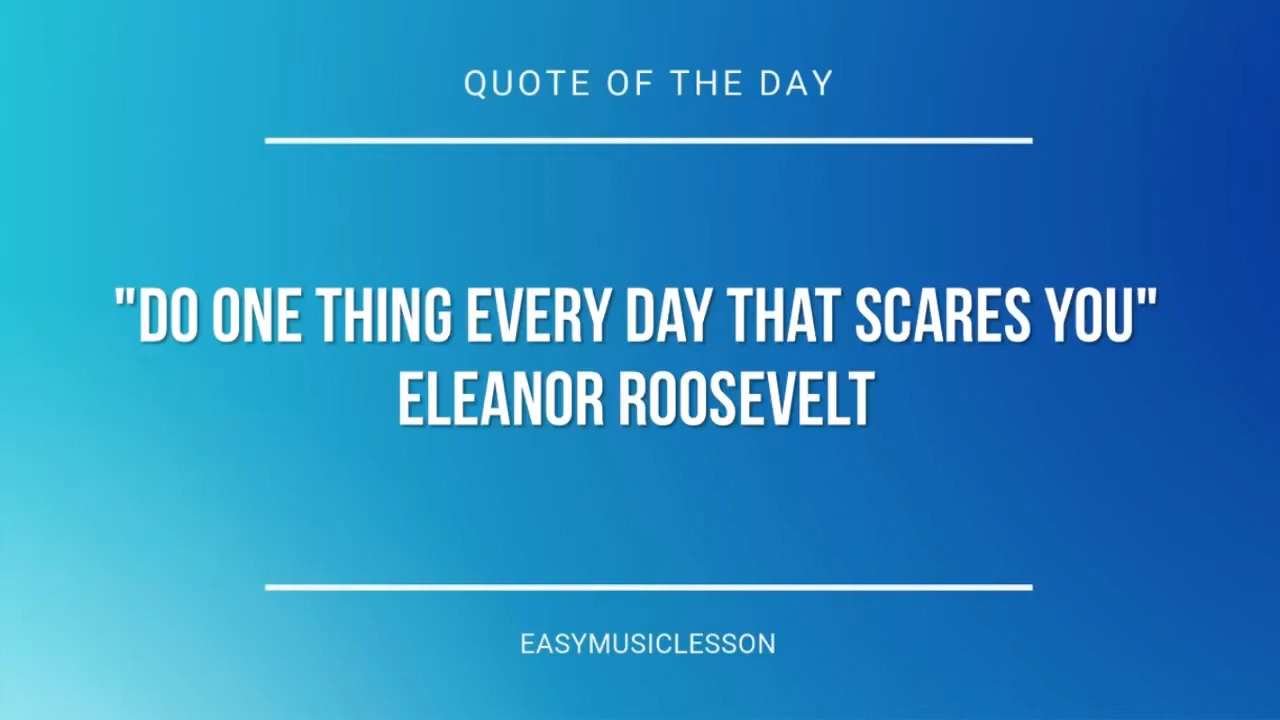 QUOTE OF THE DAY
"DO ONE THING EVERY DAY THAT SCARES YOU"
ELEANOR ROOSEVELT
EASYMUSICLESSON